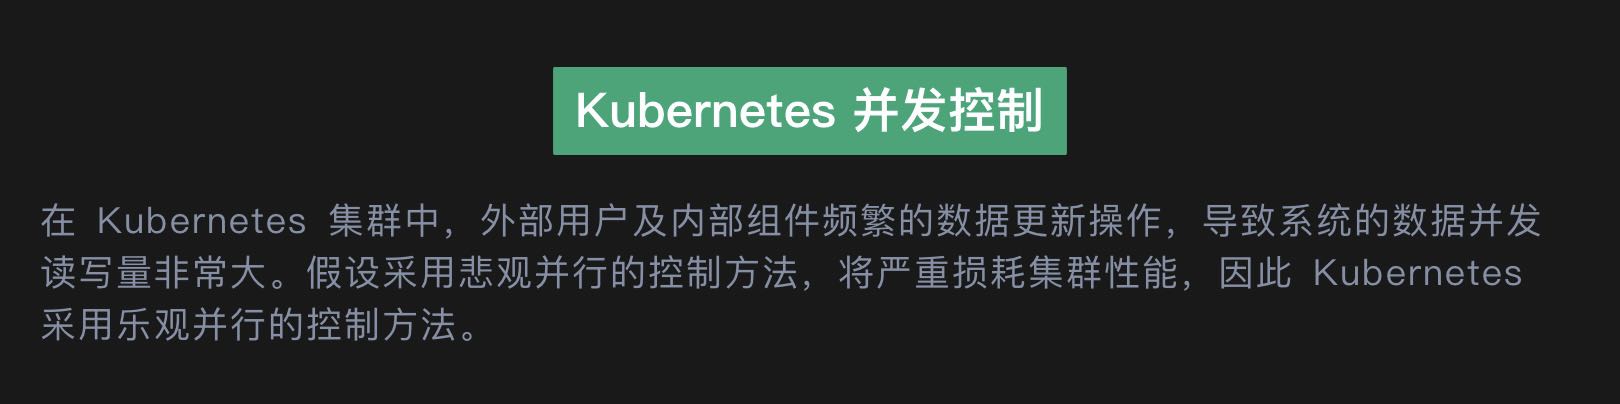 Kubernetes 并发控制
在 Kubernetes 集群中，外部用户及内部组件频繁的数据更新操作，导致系统的数据并发
读写量非常大。假设采用悲观并行的控制方法，将严重损耗集群性能，因此 Kubernetes
采用乐观并行的控制方法。